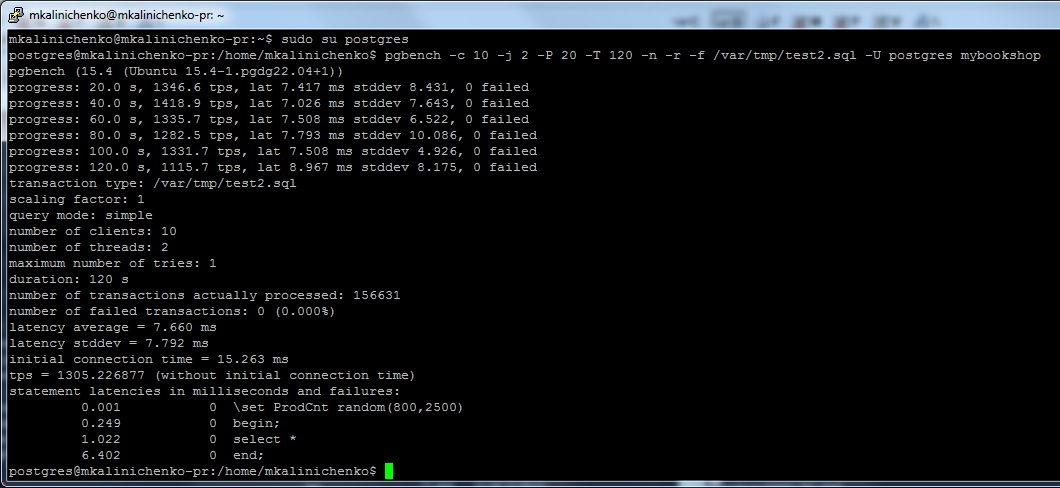 mkalinichenko@mkalinichenko-pr: ~
mkalinichenko@mkalinichenko-pr:~$ sudo su postgres
postgres@mkalinichenko-pr:/home/mkalinichenko$ pgbench -c 10 -j 2 -P 20 -T 120 -n -r -f /var/tmp/test2.sql -U postgres mybookshop
pgbench (15.4 (Ubuntu 15.4-1.pgdg22.04+1))
progress: 20.0 s, 1346.6 tps, lat 7.417 ms stddev 8.431, 0 failed
progress: 40.0 s, 1418.9 tps, lat 7.026 ms stddev 7.643, 0 failed
progress: 60.0 s, 1335.7 tps, lat 7.508 ms stddev 6.522, 0 failed
progress: 80.0 s, 1282.5 tps, lat 7.793 ms stddev 10.086, 0 failed
progress: 100.0 s, 1331.7 tps, lat 7.508 ms stddev 4.926, 0 failed
progress: 120.0 s, 1115.7 tps, lat 8.967 ms stddev 8.175, 0 failed
transaction type: /var/tmp/test2.sql
scaling factor: 1
query mode: simple
number of clients: 10
number of threads: 2
maximum number of tries: 1
duration: 120 s
number of transactions actually processed: 156631
number of failed transactions: 0 (0.000%)
latency average = 7.660 ms
latency stddev = 7.792 ms
initial connection time = 15.263 ms
tps = 1305.226877 (without initial connection time)
statement latencies in milliseconds and failures:
0.001 0 \set ProdCnt random(800,2500)
0.249 0 begin;
1.022 0 select *
6.402 0 end;
postgres@mkalinichenko-pr:/home/mkalinichenko$